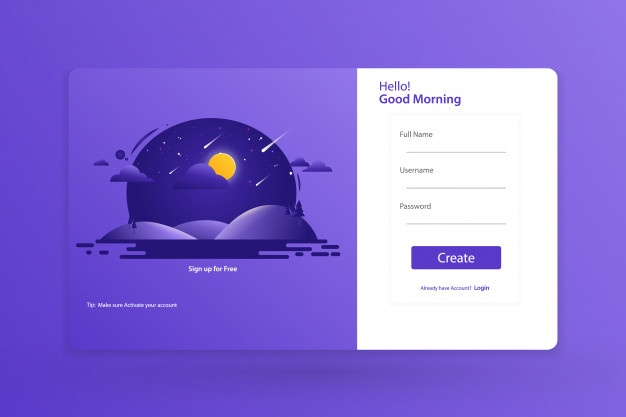 Sign up for Free
Tip: Make sure Activate your account
Hello!
Good Morning
Full Name
Username
Password
Create
Already have Account? Login